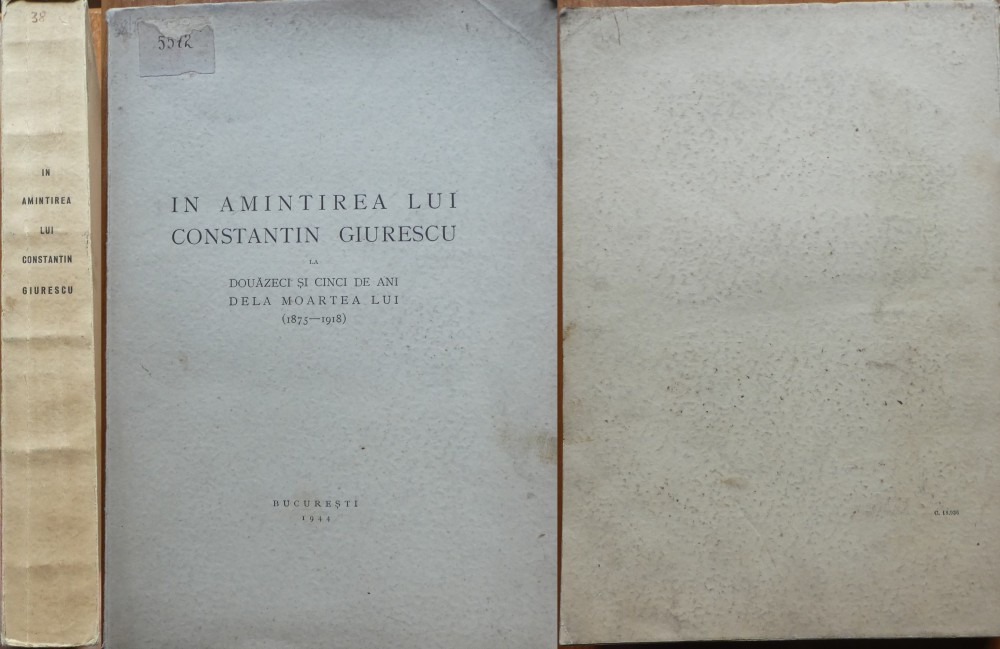 38
IN
AMINTIREA
LUI
CONSTANTIN
GIURESCU
5512
IN AMINTIREA LUI
CONSTANTIN GIURESCU
LA
DOUĂZECI ȘI CINCI DE ANI
DELA MOARTEA LUI
(1875—1918)
BUCUREȘTI
1944